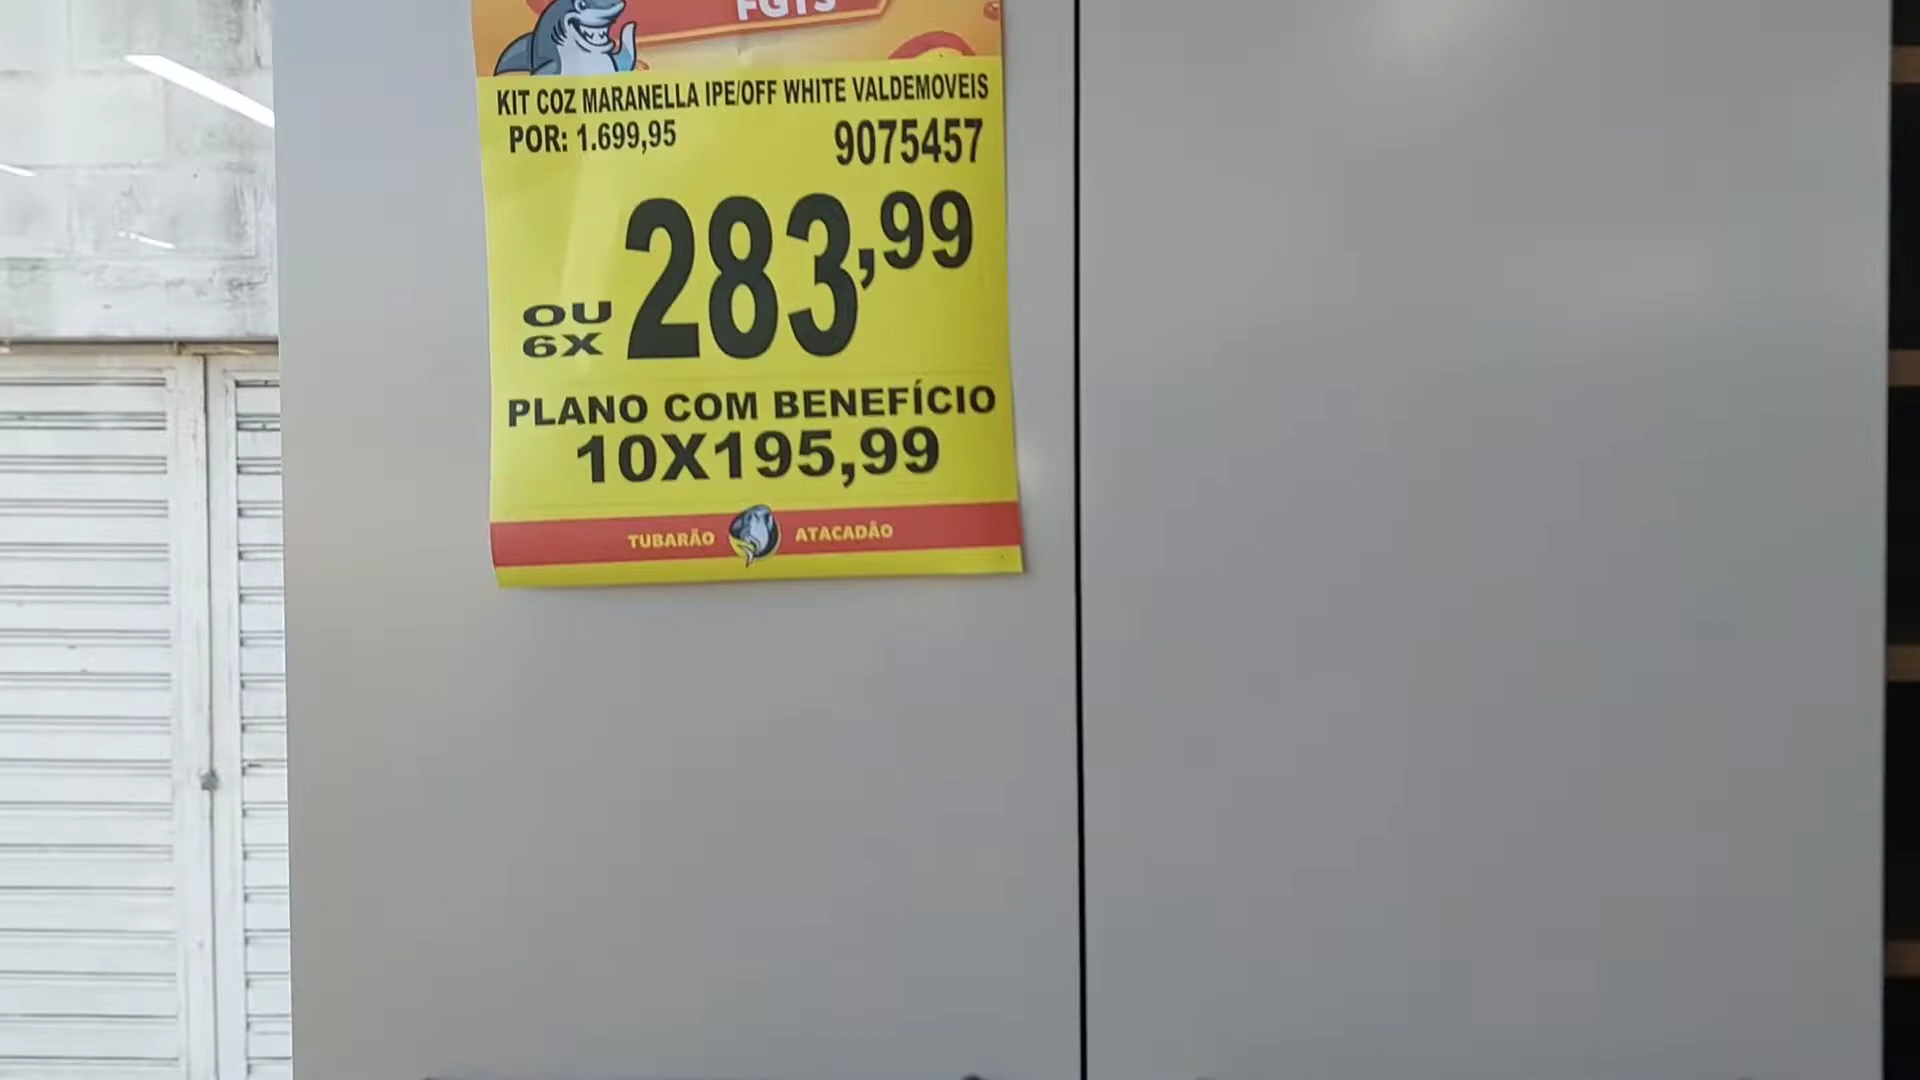 FGTS
KIT COZ MARANELLA IPE/OFF WHITE VALDEMOVEIS
POR: 1.699,95
9075457
OU 6X 283,99
PLANO COM BENEFÍCIO
10X195,99
TUBARÃO ATACADÃO